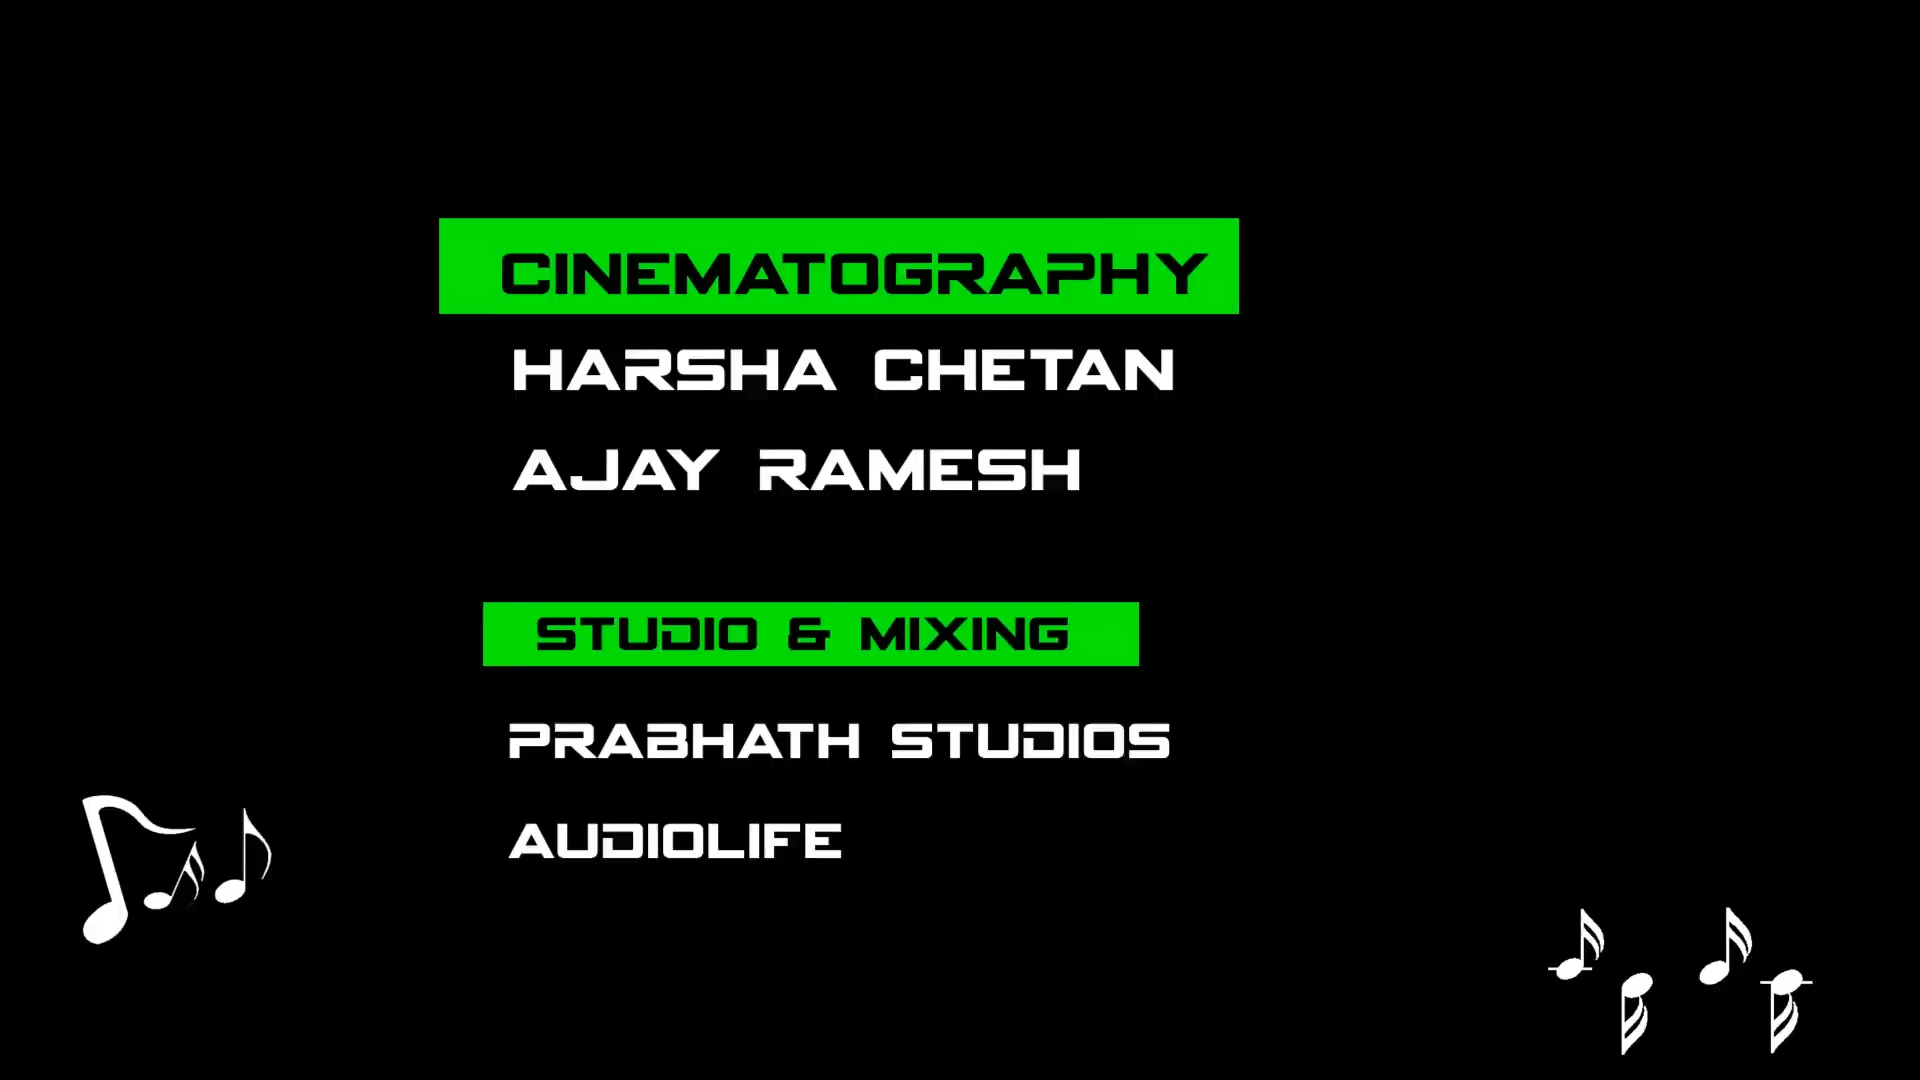 CINEMATOGRAPHY
HARSHA CHETAN
AJAY RAMESH
STUDIO & MIXING
PRABHATH STUDIOS
AUDIOLIFE